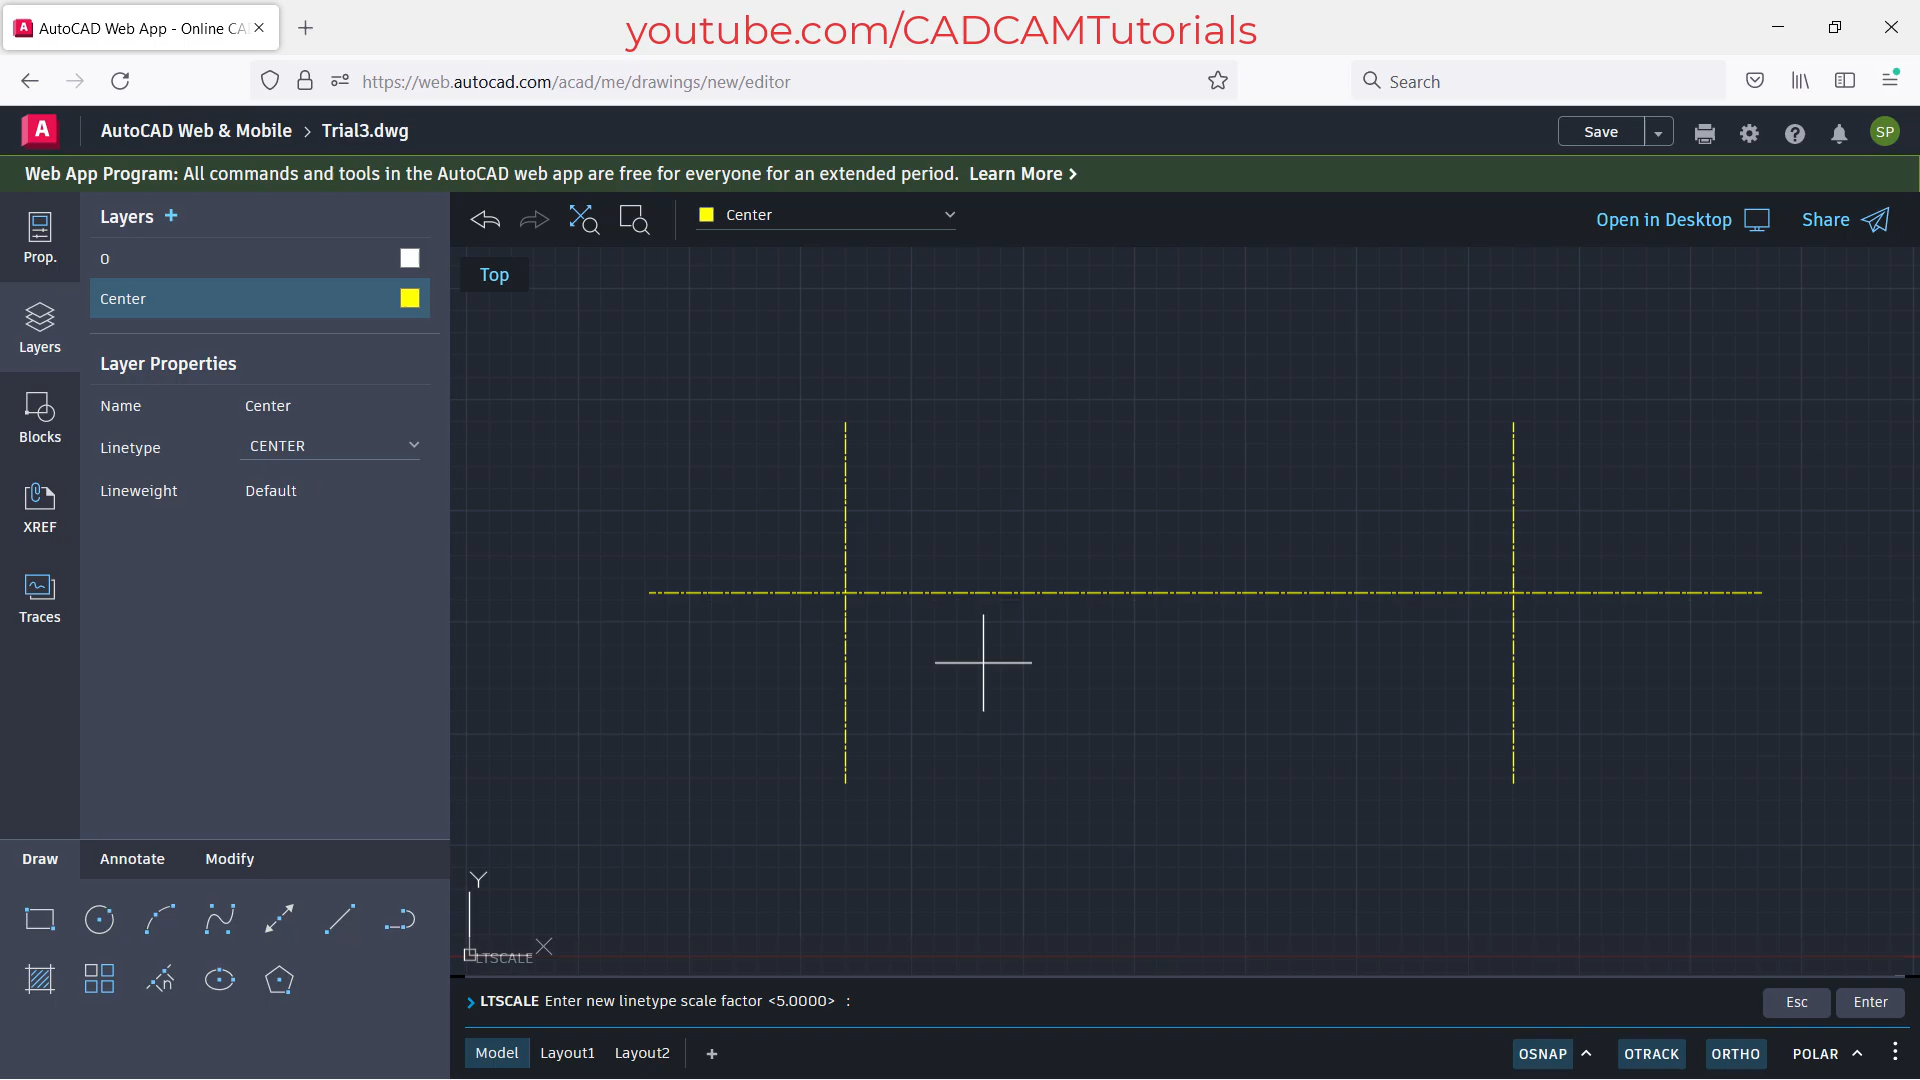 youtube.com/CADCAMTutorials
AutoCAD Web App - Online CA
https://web.autocad.com/acad/me/drawings/new/editor
Search
A
AutoCAD Web & Mobile > Trial3.dwg
Save
SP
Web App Program: All commands and tools in the AutoCAD web app are free for everyone for an extended period. Learn More >
Prop.
Layers
Blocks
XREF
Traces
Layers +
0
Center
Layer Properties
Name Center
Linetype CENTER
Lineweight Default
Center
Open in Desktop
Share
Top
Y
X
LTSCALE
Draw Annotate Modify
n
LTSCALE Enter new linetype scale factor <5.0000> :
Esc
Enter
Model Layout1 Layout2 +
OSNAP OTRACK ORTHO POLAR